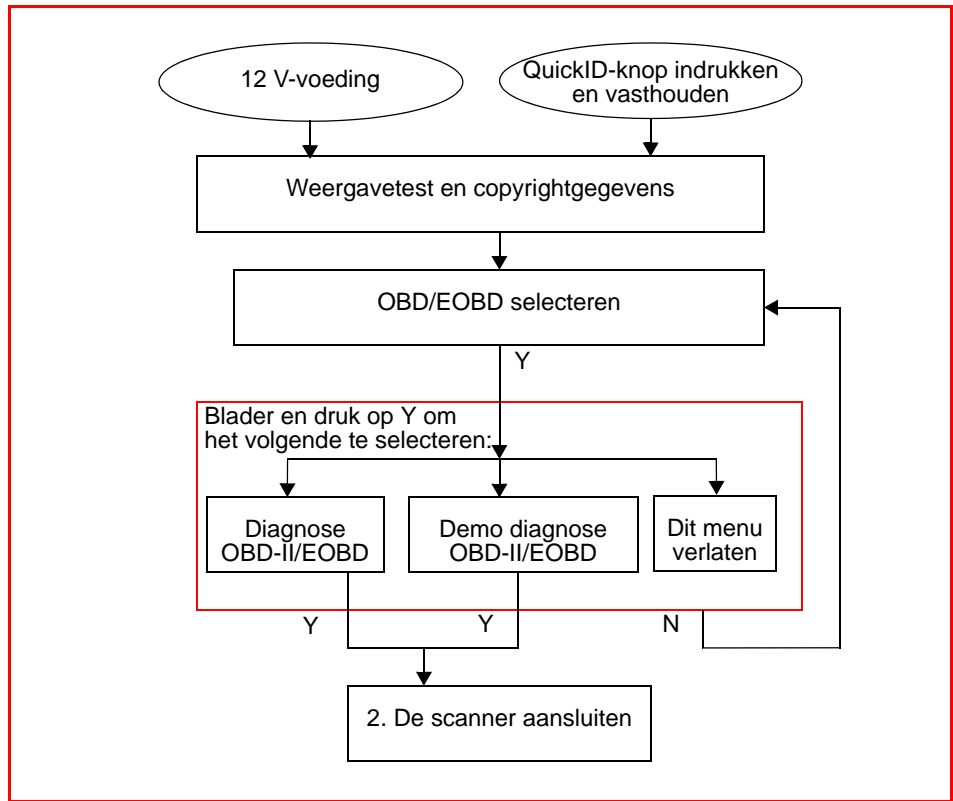 12 V-voeding
QuickID-knop indrukken
en vasthouden
Weergavetest en copyrightgegevens
OBD/EOBD selecteren
Y
Blader en druk op Y om
het volgende te selecteren:
Diagnose
OBD-II/EOBD
Demo diagnose
OBD-II/EOBD
Dit menu
verlaten
Y
Y
N
2. De scanner aansluiten